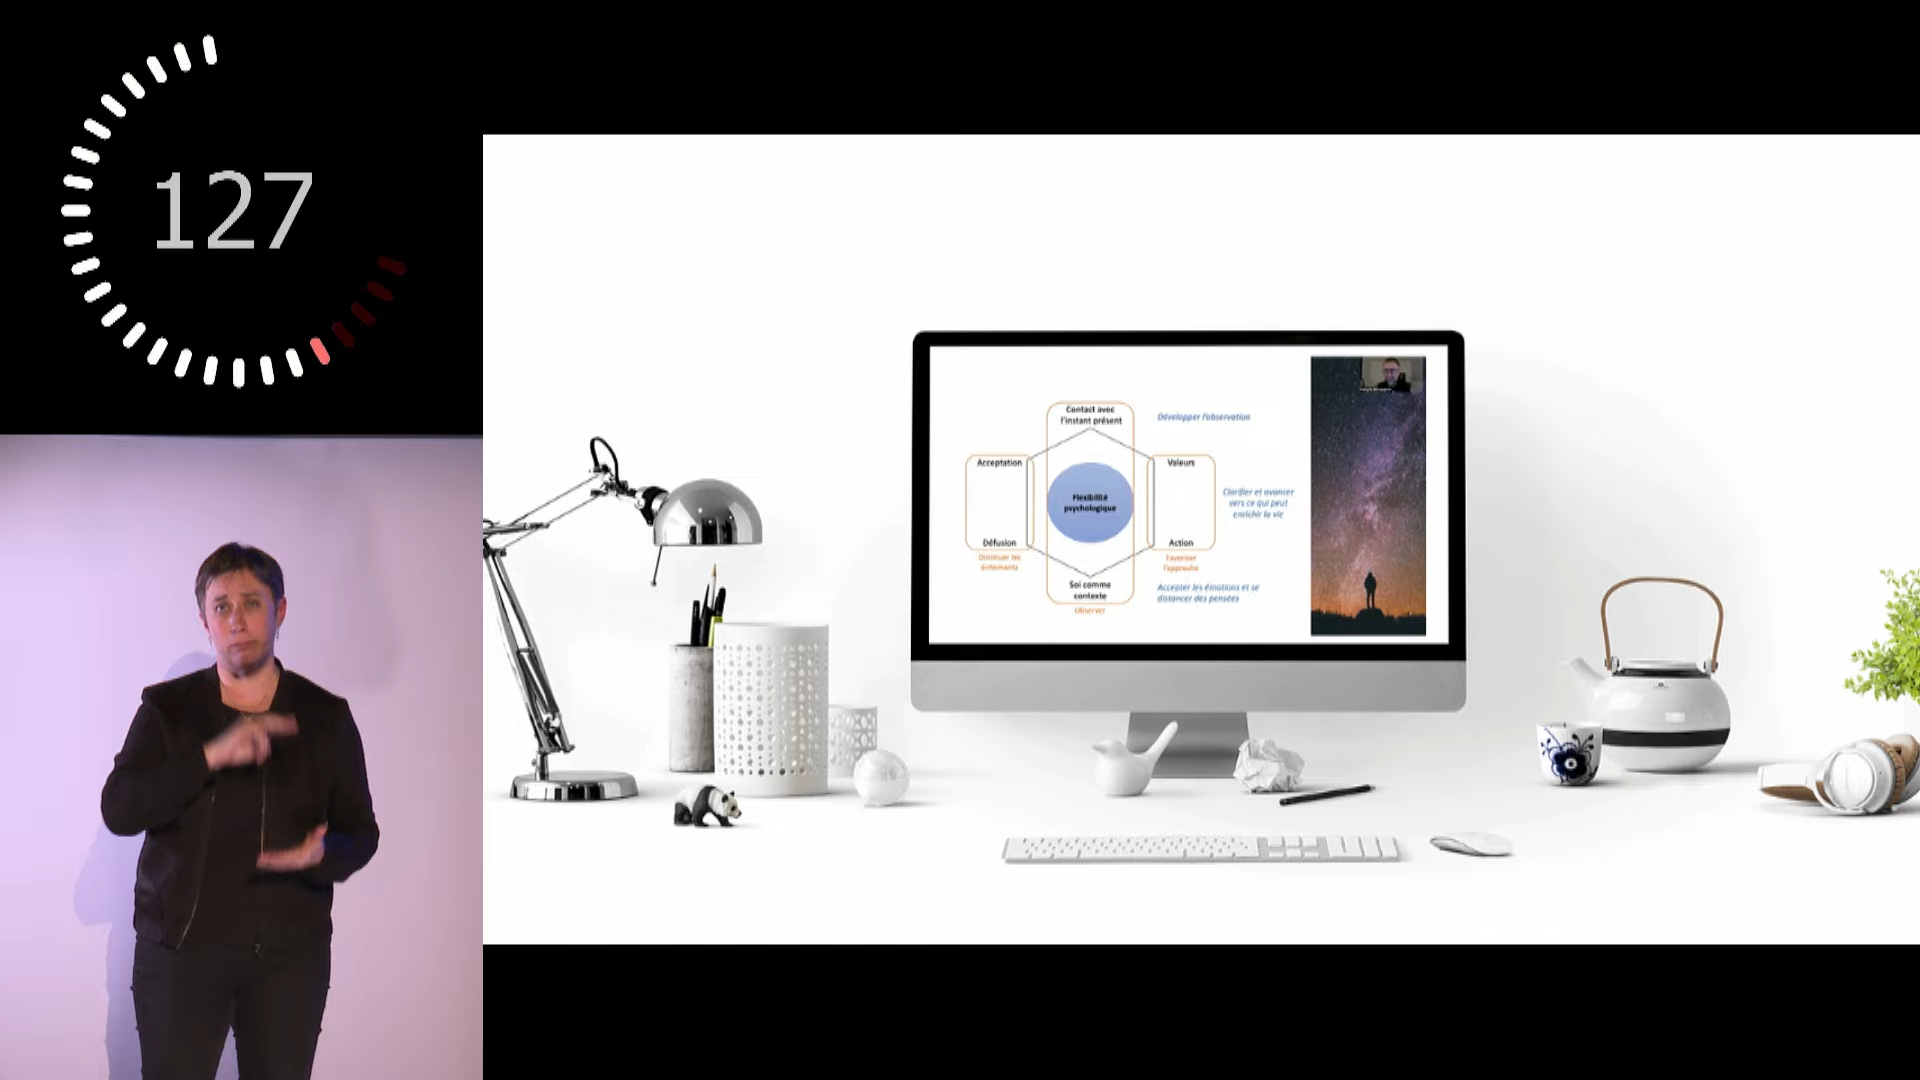 127
Contact avec
l'instant présent
Développer l'observation
Acceptation
Valeurs
Flexibilité
psychologique
Clarifier et avancer
vers ce qui peut
enrichir la vie
Défusion
Action
Diminuer les
évitements
Favoriser
l'approche
Soi comme
contexte
Accepter les émotions et se
distancer des pensées
Observer